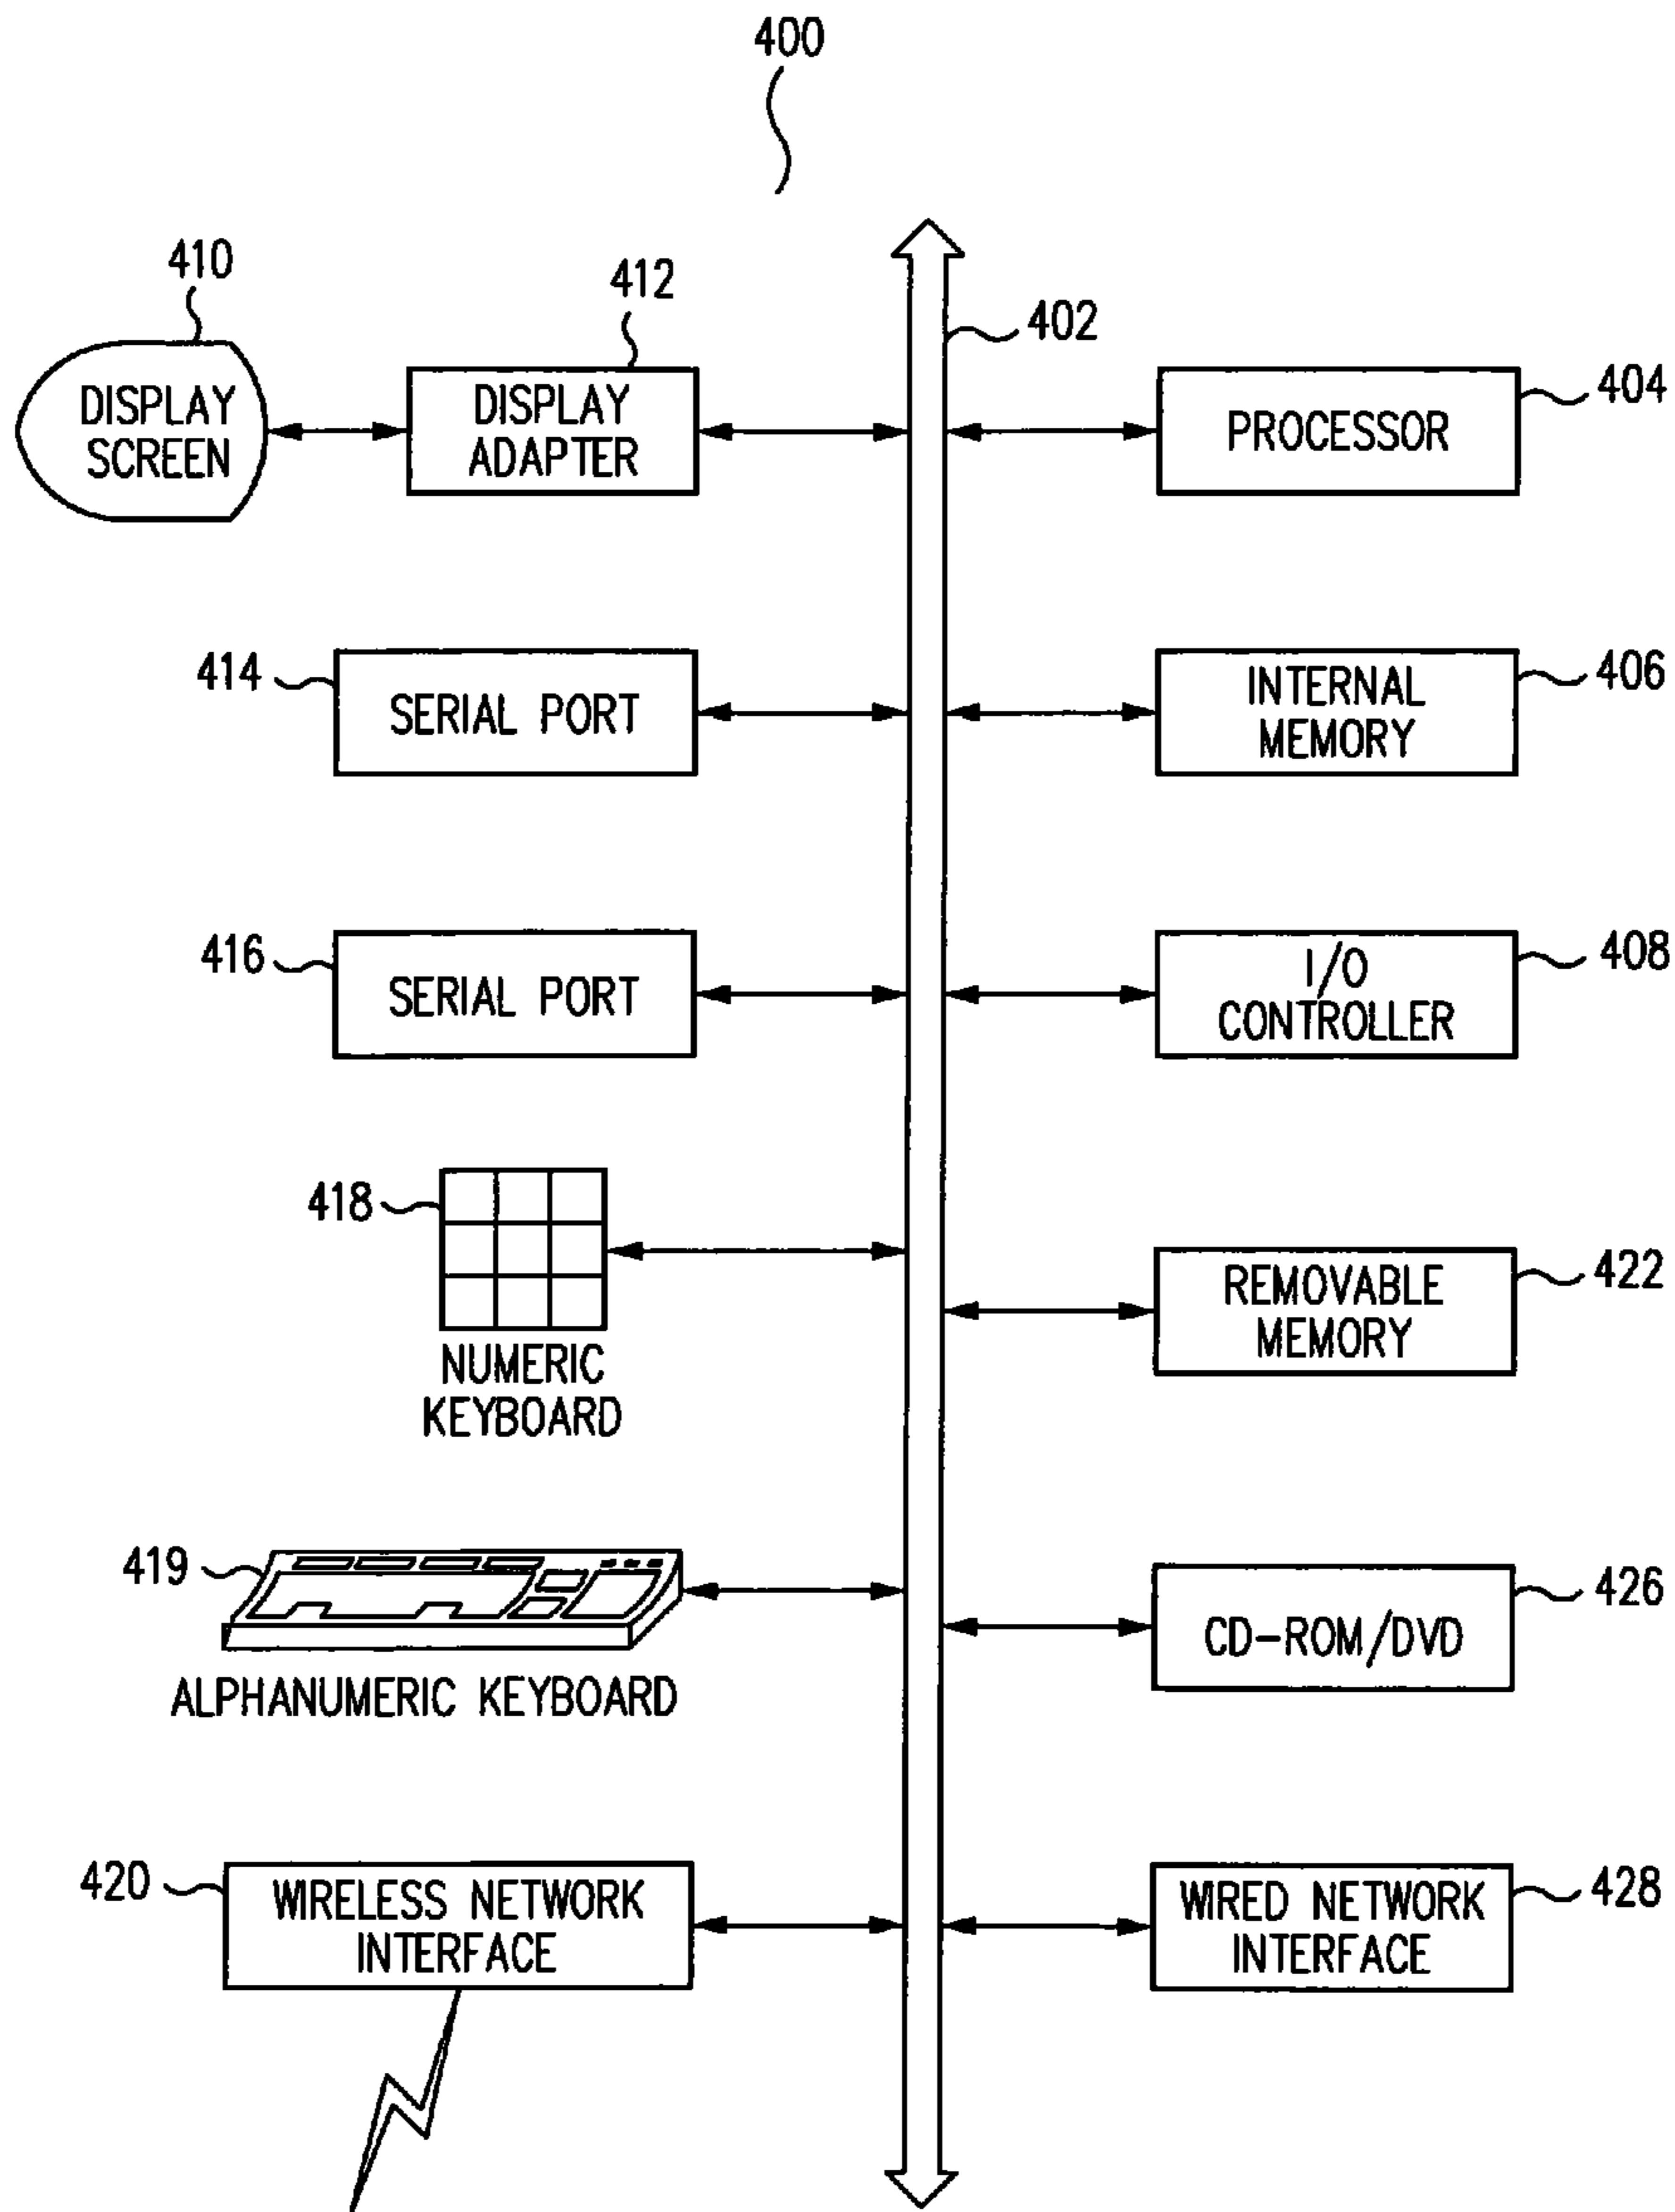 400
410
412
402
404
DISPLAY
SCREEN
DISPLAY
ADAPTER
PROCESSOR
414
SERIAL PORT
INTERNAL
MEMORY
406
416
SERIAL PORT
I/O
CONTROLLER
408
418
NUMERIC
KEYBOARD
REMOVABLE
MEMORY
422
419
ALPHANUMERIC KEYBOARD
CD-ROM/DVD
426
420
WIRELESS NETWORK
INTERFACE
WIRED NETWORK
INTERFACE
428